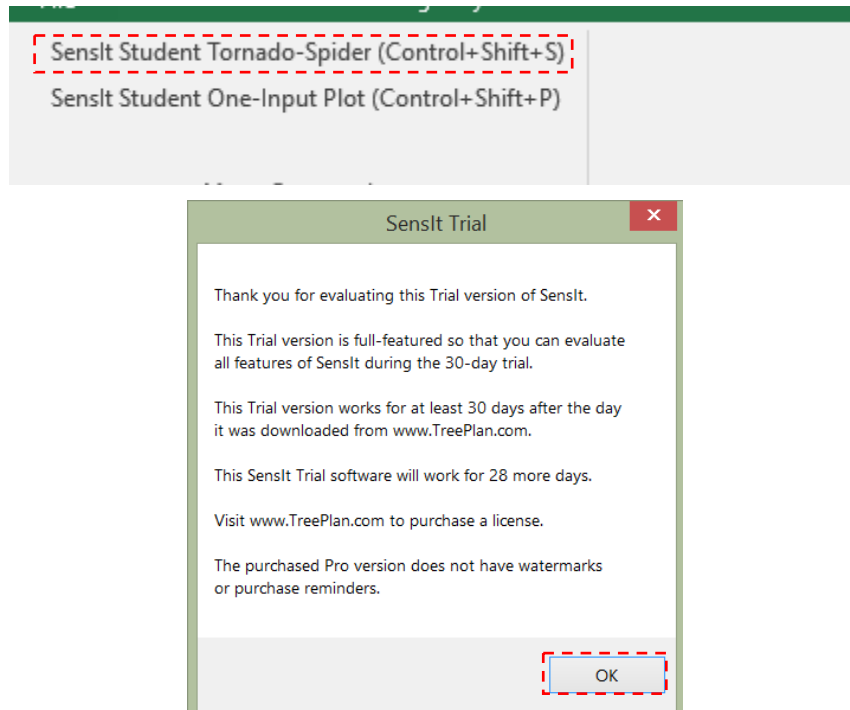 SensIt Student Tornado-Spider (Control+Shift+S)
SensIt Student One-Input Plot (Control+Shift+P)
SensIt Trial
Thank you for evaluating this Trial version of SensIt.
This Trial version is full-featured so that you can evaluate
all features of SensIt during the 30-day trial.
This Trial version works for at least 30 days after the day
it was downloaded from www.TreePlan.com.
This SensIt Trial software will work for 28 more days.
Visit www.TreePlan.com to purchase a license.
The purchased Pro version does not have watermarks
or purchase reminders.
OK